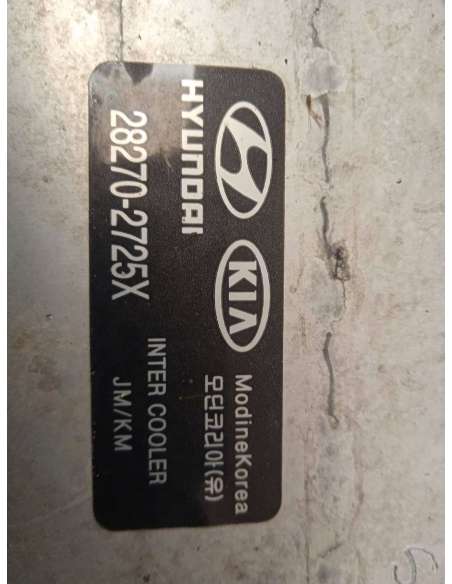 HYUNDAI
KIA
ModineKorea
모딘코리아(유)
28270-2725X
INTER COOLER
JM/KM